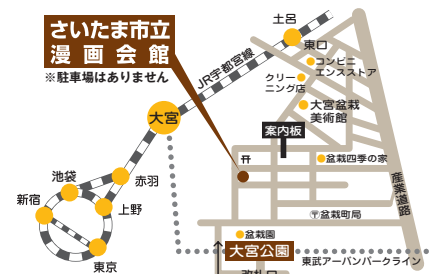 さいたま市立
漫画会館
※駐車場はありません
土呂
東口
JR宇都宮線
コンビニ
エンスストア
クリー
ニング店
大宮盆栽
美術館
大宮
案内板
盆栽四季の家
池袋
赤羽
新宿
上野
東京
産業道路
〒盆栽町局
盆栽園
大宮公園
東武アーバンパークライン